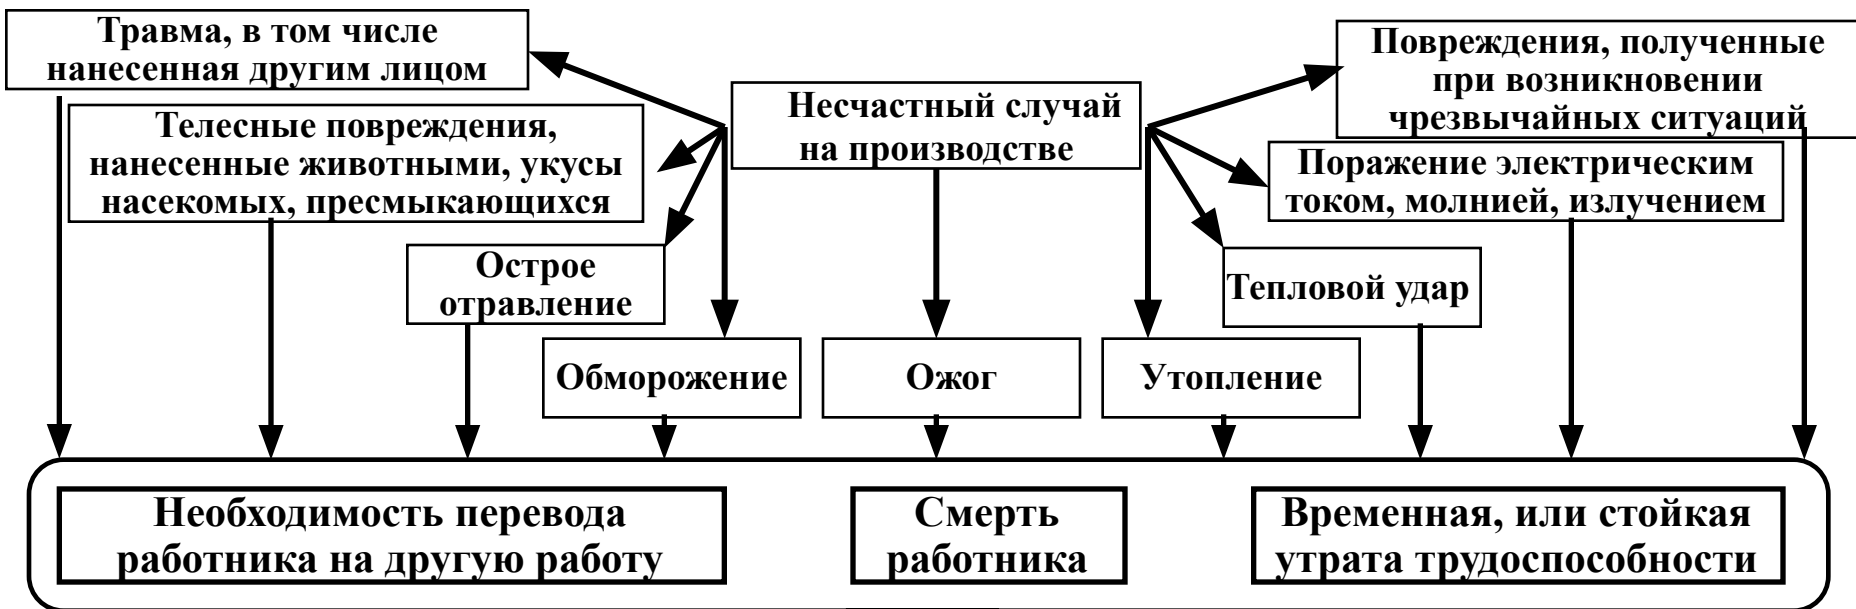 Травма, в том числе
нанесенная другим лицом
Телесные повреждения,
нанесенные животными, укусы
насекомых, пресмыкающихся
Острое
отравление
Обморожение
Несчастный случай
на производстве
Ожог
Повреждения, полученные
при возникновении
чрезвычайных ситуаций
Поражение электрическим
током, молнией, излучением
Тепловой удар
Утопление
Необходимость перевода
работника на другую работу
Смерть
работника
Временная, или стойкая
утрата трудоспособности